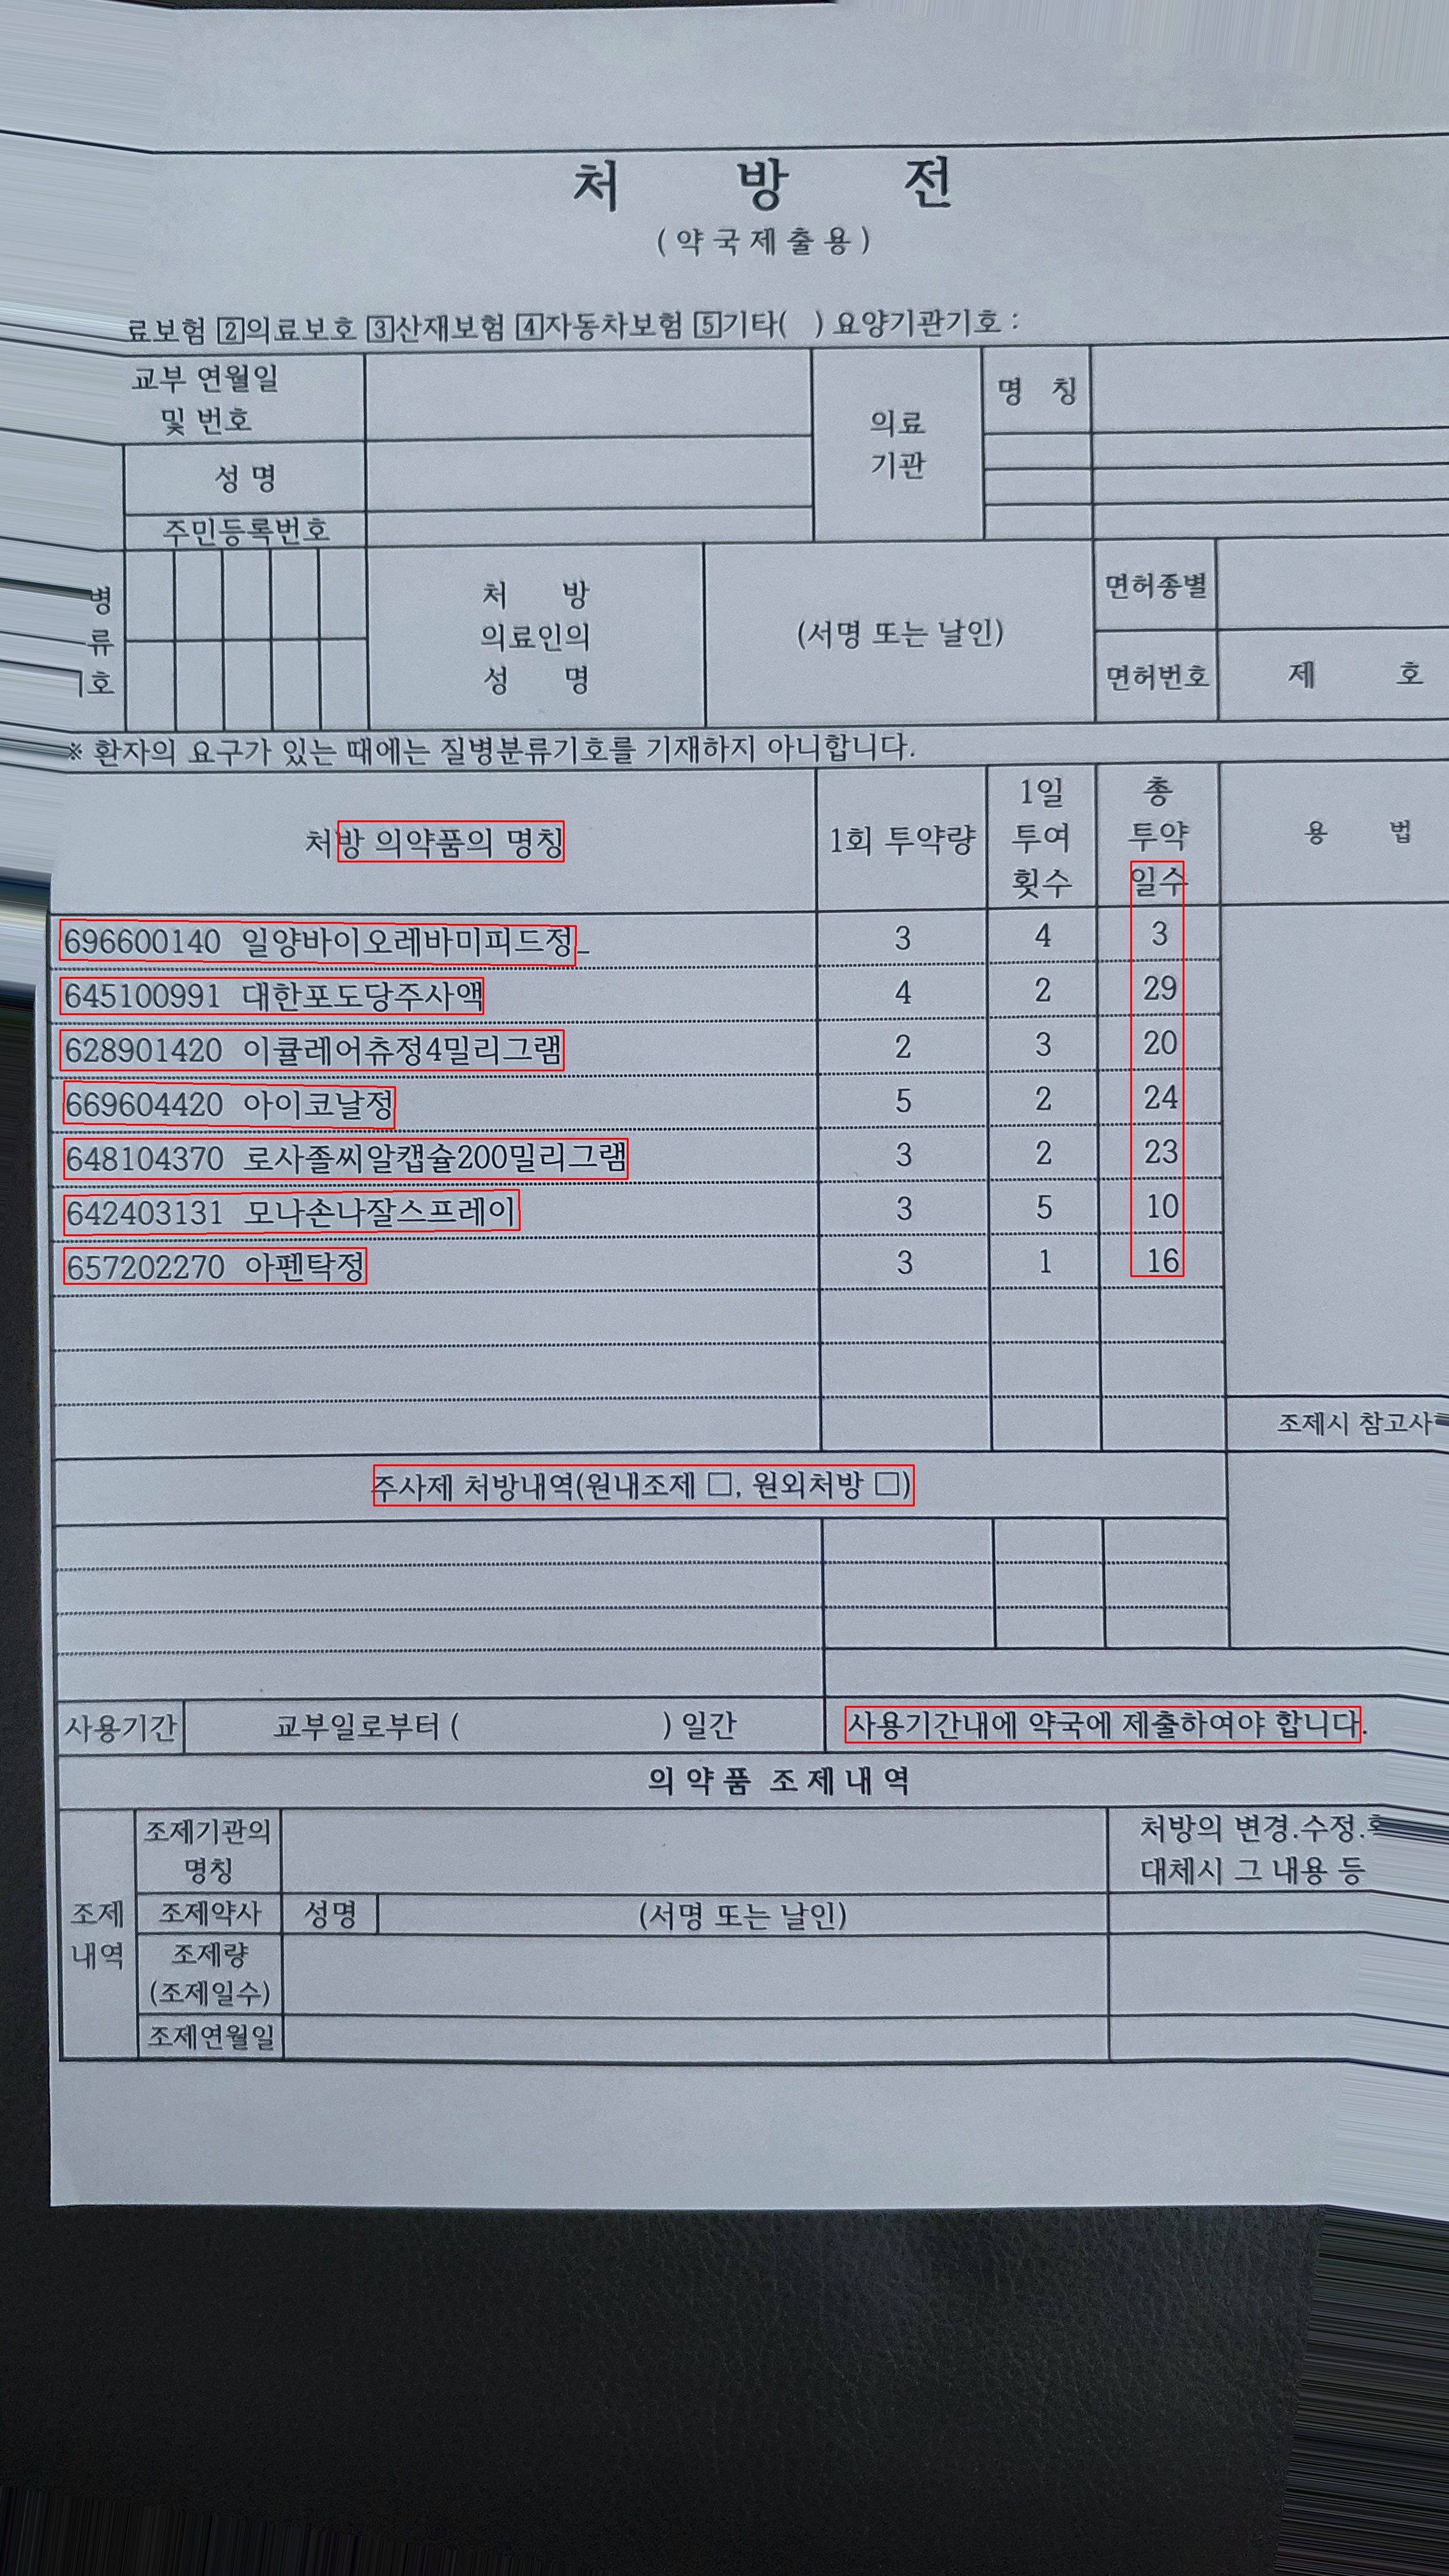 처 방 전
(약국제출용)
료보험 2의료보호 3산재보험 4자동차보험 5기타( ) 요양기관기호 :
교부 연월일
및 번호
의료
기관
명 칭
성 명
주민등록번호
병
류
호
처 방
의료인의
성 명
(서명 또는 날인)
면허종별
면허번호
제 호
※ 환자의 요구가 있는 때에는 질병분류기호를 기재하지 아니합니다.
처방 의약품의 명칭
1회 투약량
1일
투여
횟수
총
투약
일수
용 법
696600140 일양바이오레바미피드정_ 3 4 3
645100991 대한포도당주사액 4 2 29
628901420 이큘레어츄정4밀리그램 2 3 20
669604420 아이코날정 5 2 24
648104370 로사졸씨알캡슐200밀리그램 3 2 23
642403131 모나손나잘스프레이 3 5 10
657202270 아펜탁정 3 1 16
조제시 참고사
주사제 처방내역(원내조제 □, 원외처방 □)
사용기간 교부일로부터 ( ) 일간 사용기간내에 약국에 제출하여야 합니다.
의 약 품 조 제 내 역
조제
내역
조제기관의
명칭
처방의 변경.수정.
대체시 그 내용 등
조제약사 성명 (서명 또는 날인)
조제량
(조제일수)
조제연월일